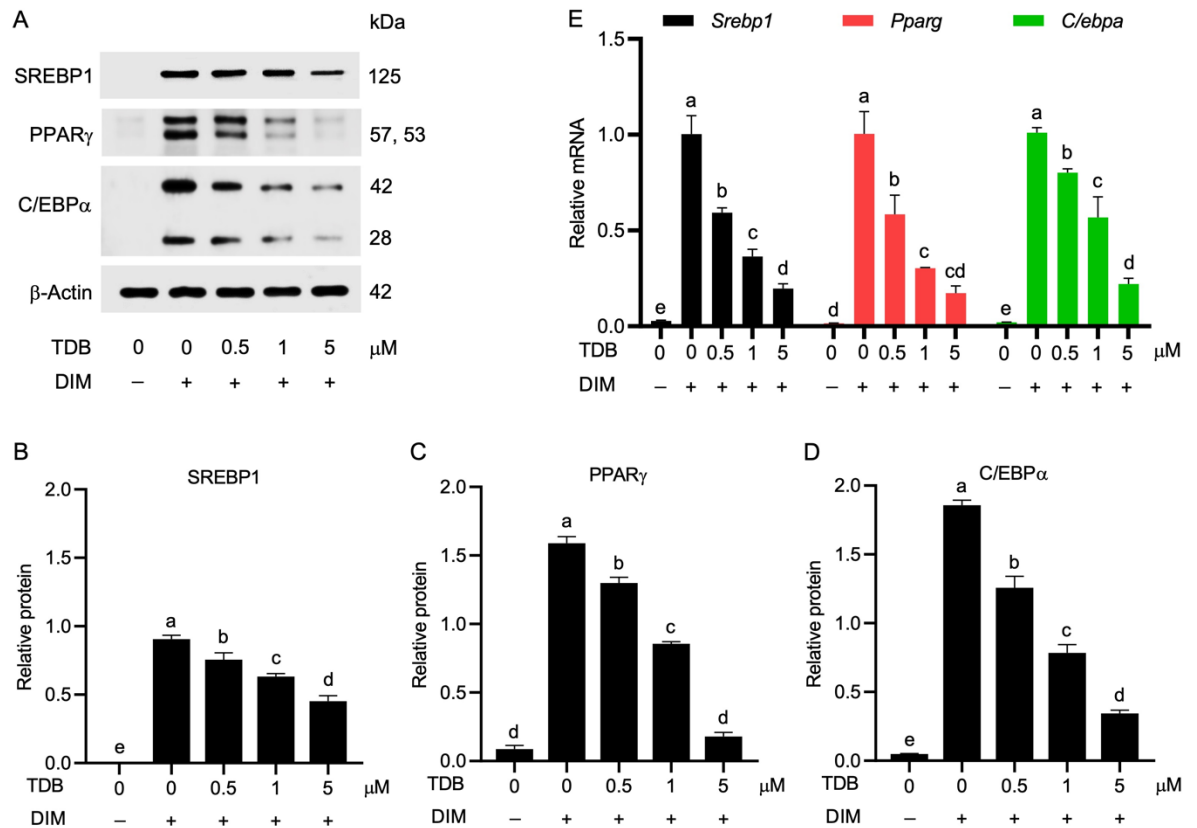 A
kDa
SREBP1
125
PPARγ
57, 53
C/EBPα
42
28
β-Actin
42
TDB 0 0 0.5 1 5 μM
DIM – + + + +
E
Srebp1 Pparg C/ebpa
Relative mRNA
1.5
1.0
0.5
0.0
e a b c d d a b c cd e a b c d
TDB 0 0 0.5 1 5 0 0 0.5 1 5 0 0 0.5 1 5 μM
DIM – + + + + – + + + + – + + + +
B
SREBP1
Relative protein
2.0
1.5
1.0
0.5
0.0
e a b c d
TDB 0 0 0.5 1 5 μM
DIM – + + + +
C
PPARγ
Relative protein
2.0
1.5
1.0
0.5
0.0
d a b c d
0 0 0.5 1 5 μM
– + + + +
D
C/EBPα
Relative protein
2.0
1.5
1.0
0.5
0.0
e a b c d
TDB 0 0 0.5 1 5 μM
DIM – + + + +